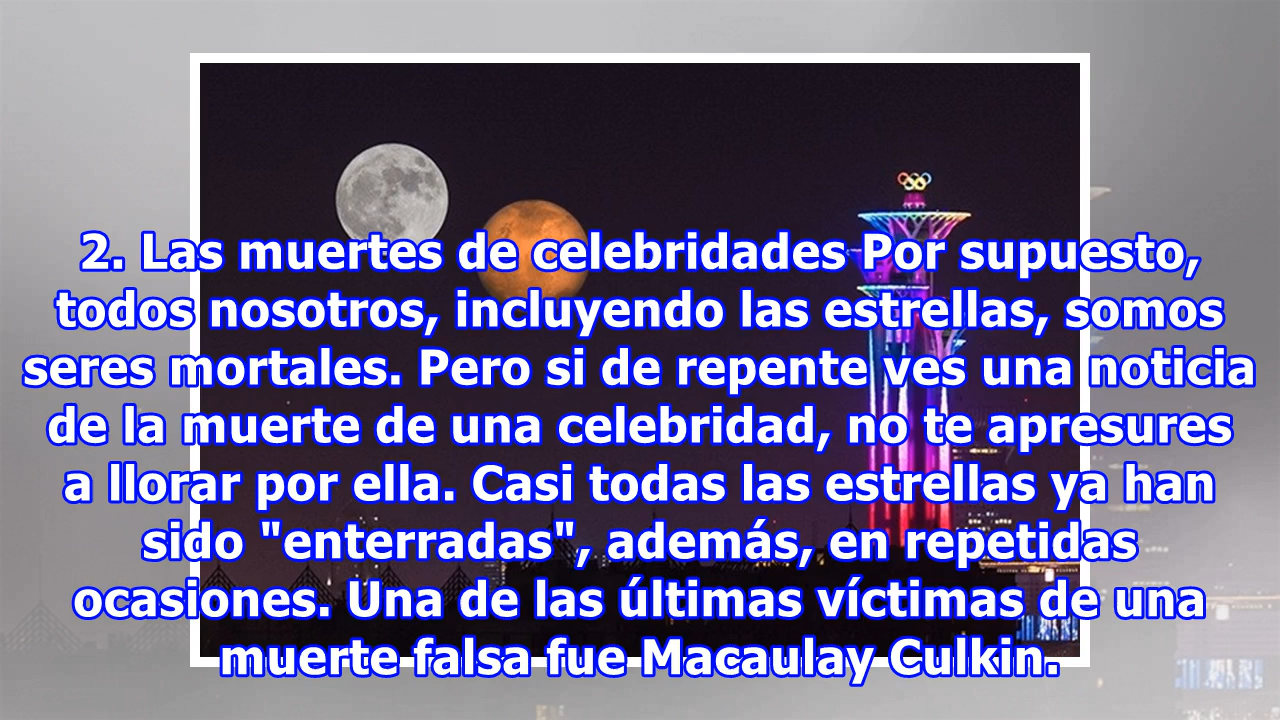 2. Las muertes de celebridades Por supuesto,
todos nosotros, incluyendo las estrellas, somos
seres mortales. Pero si de repente ves una noticia
de la muerte de una celebridad, no te apresures
a llorar por ella. Casi todas las estrellas ya han
sido "enterradas", además, en repetidas
ocasiones. Una de las últimas víctimas de una
muerte falsa fue Macaulay Culkin.